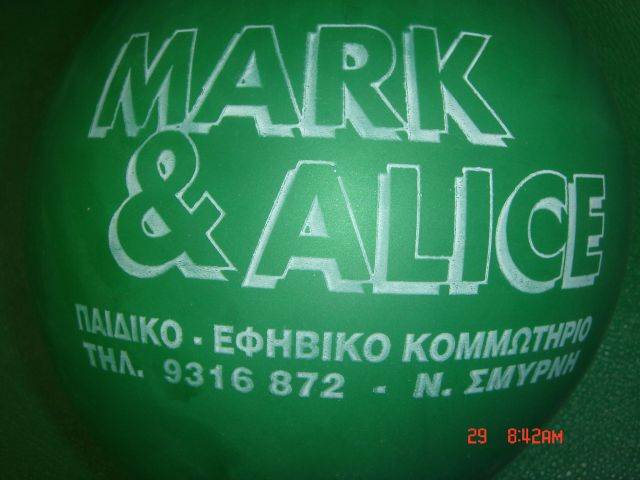 MARK
& ALICE
ΠΑΙΔΙΚΟ - ΕΦΗΒΙΚΟ ΚΟΜΜΩΤΗΡΙΟ
ΤΗΛ. 9316 872 - Ν. ΣΜΥΡΝΗ
29 8:42AM